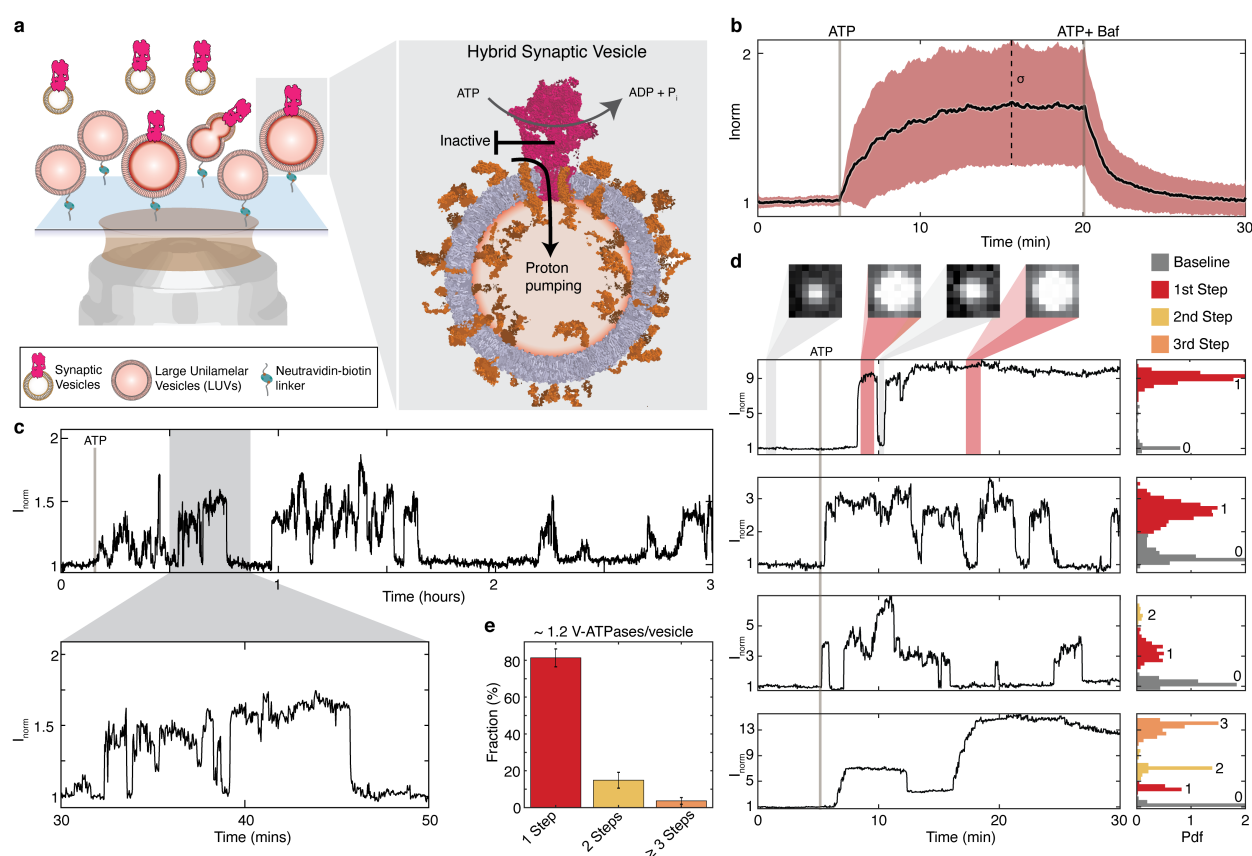 a
Hybrid Synaptic Vesicle
ATP
ADP + Pi
Inactive
Proton
pumping
Synaptic
Vesicles
Large Unilamelar
Vesicles (LUVs)
Neutravidin-biotin
linker
b
ATP
ATP+ Baf
σ
2
1
Inorm
0
10
20
30
Time (min)
c
ATP
2
1.5
1
Inorm
0
1
2
3
Time (hours)
2
1.5
1
Inorm
30
40
50
Time (mins)
d
Baseline
1st Step
2nd Step
3rd Step
ATP
9
5
1
Inorm
1
0
3
2
1
Inorm
1
0
5
3
1
Inorm
2
1
0
13
9
5
1
Inorm
3
2
1
0
0
10
20
30
Time (min)
0
1
2
Pdf
e
~ 1.2 V-ATPases/vesicle
80
60
40
20
0
Fraction (%)
1 Step
2 Steps
≥ 3 Steps